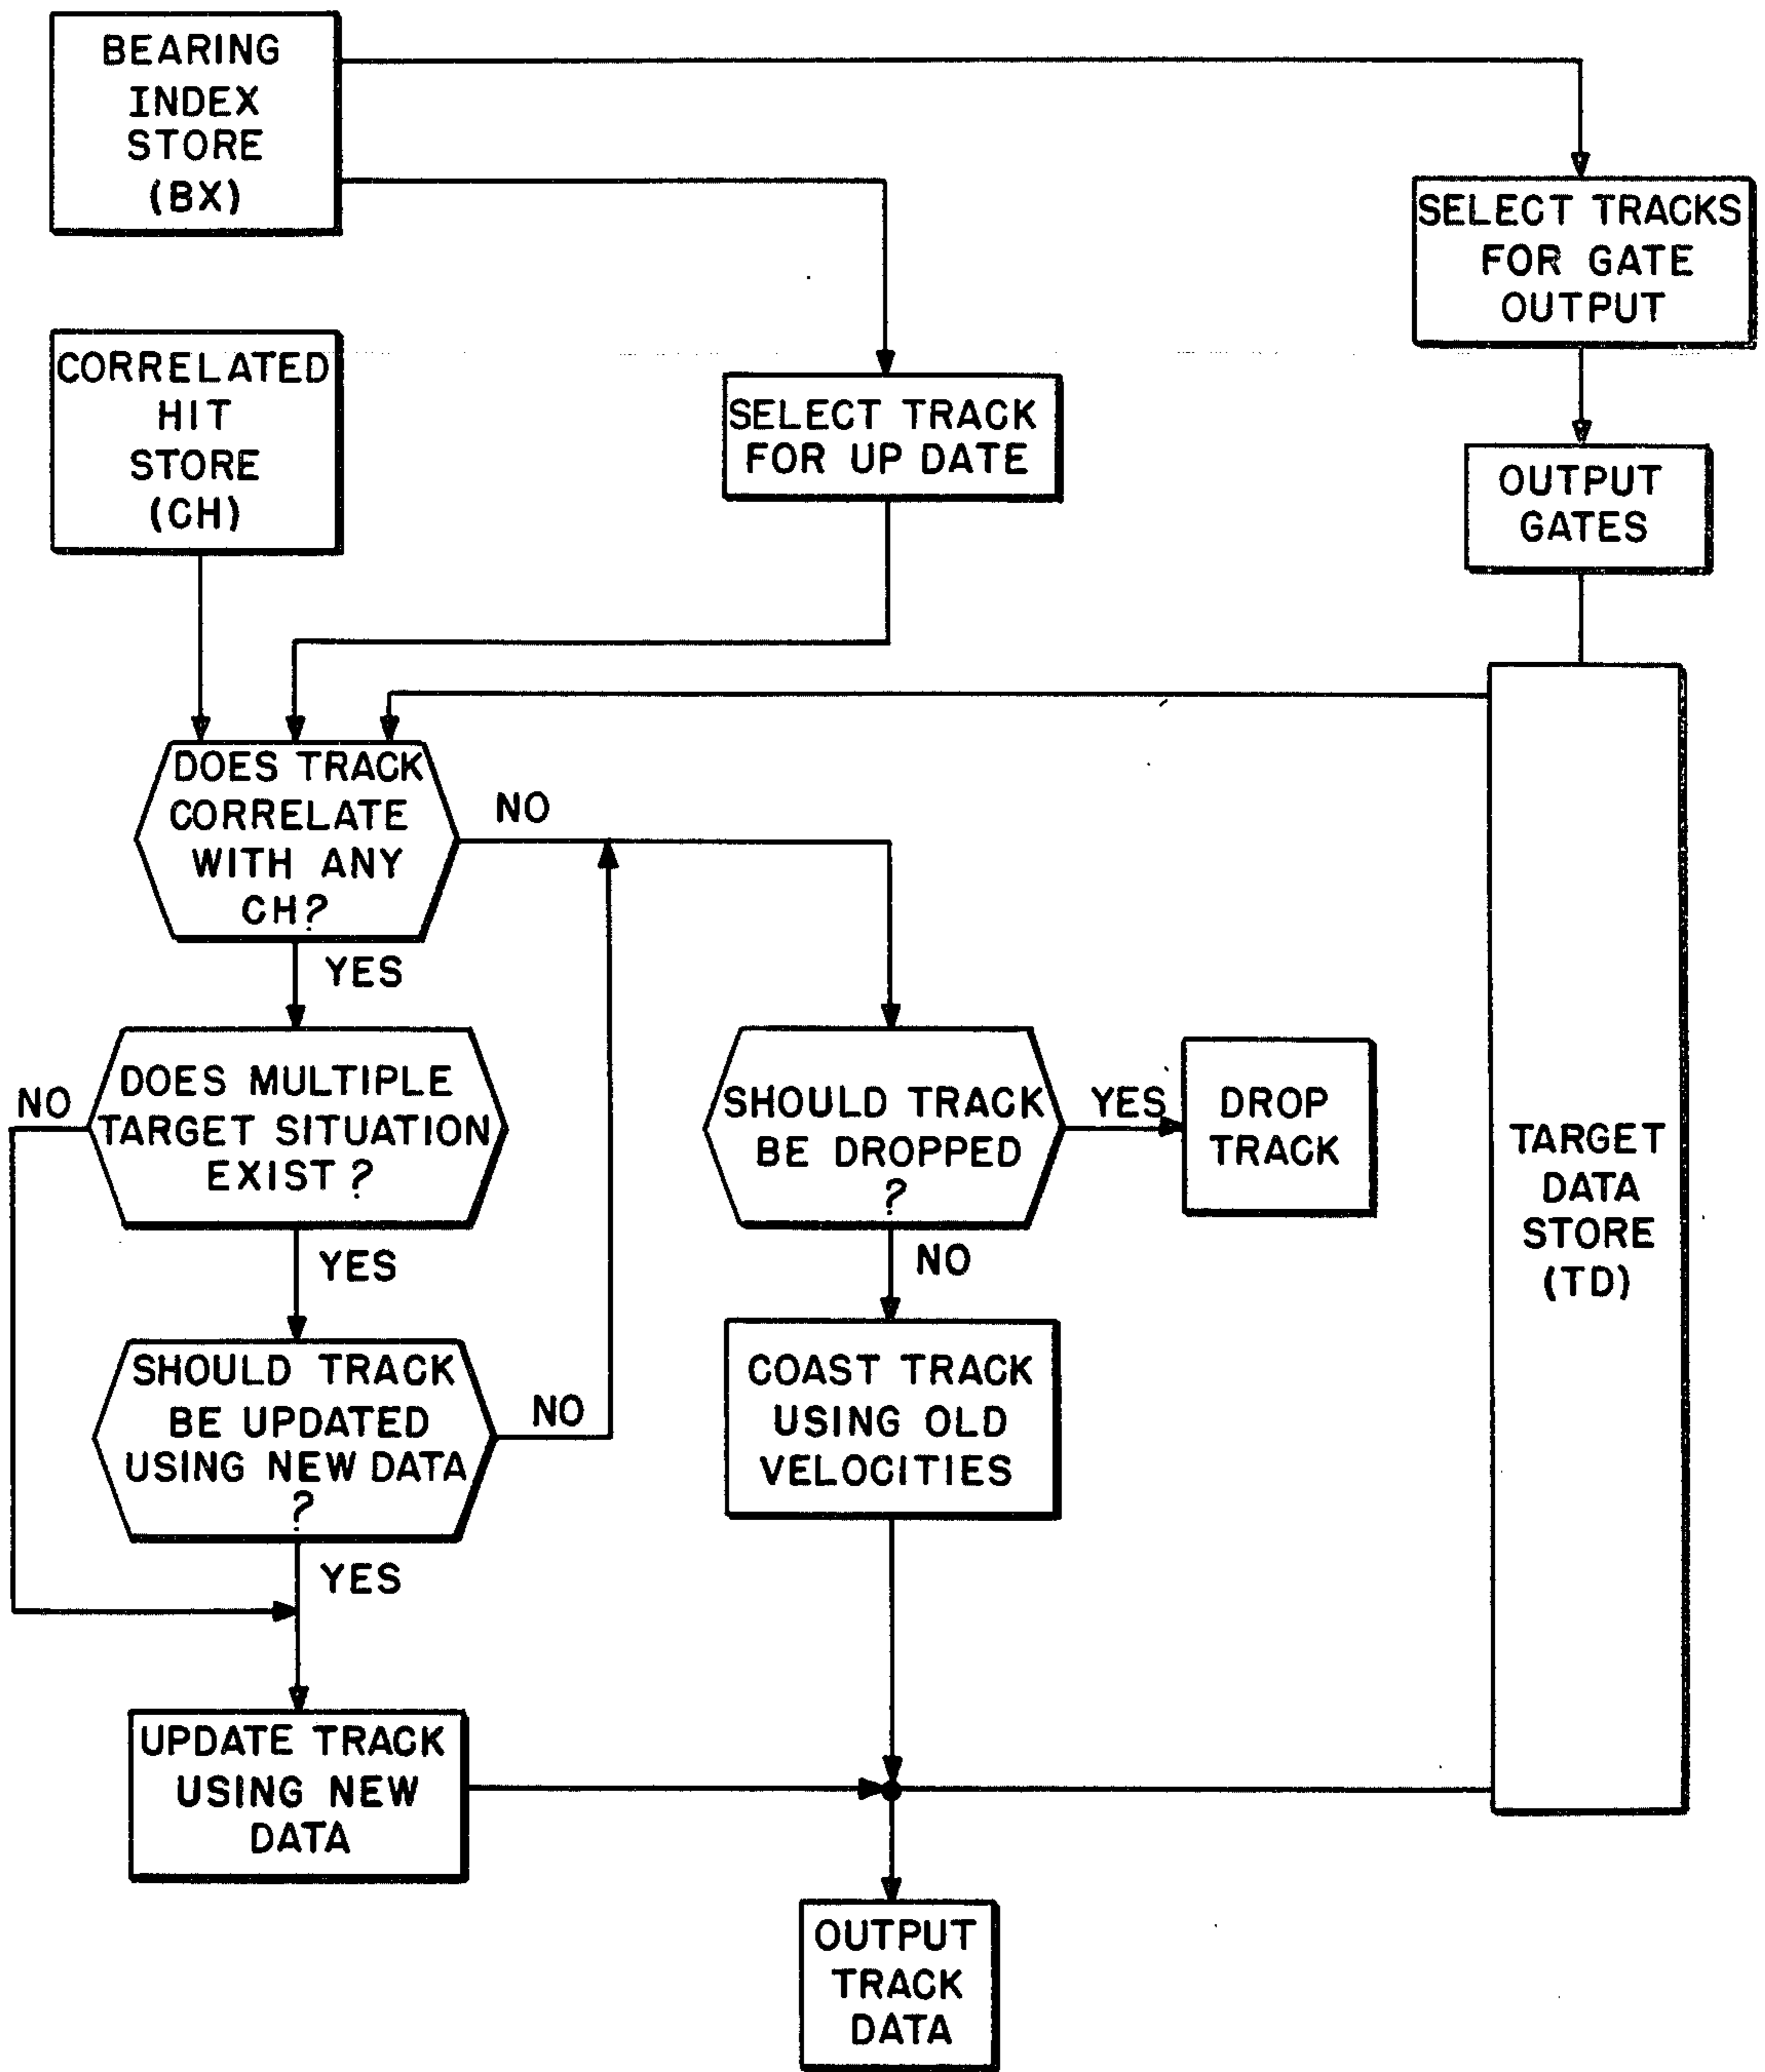 BEARING
INDEX
STORE
(BX)
SELECT TRACKS
FOR GATE
OUTPUT
CORRELATED
HIT
STORE
(CH)
SELECT TRACK
FOR UP DATE
OUTPUT
GATES
DOES TRACK
CORRELATE
WITH ANY
CH?
NO
YES
DOES MULTIPLE
TARGET SITUATION
EXIST?
NO
YES
SHOULD TRACK
BE DROPPED
?
YES
DROP
TRACK
NO
TARGET
DATA
STORE
(TD)
SHOULD TRACK
BE UPDATED
USING NEW DATA
?
NO
YES
COAST TRACK
USING OLD
VELOCITIES
UPDATE TRACK
USING NEW
DATA
OUTPUT
TRACK
DATA